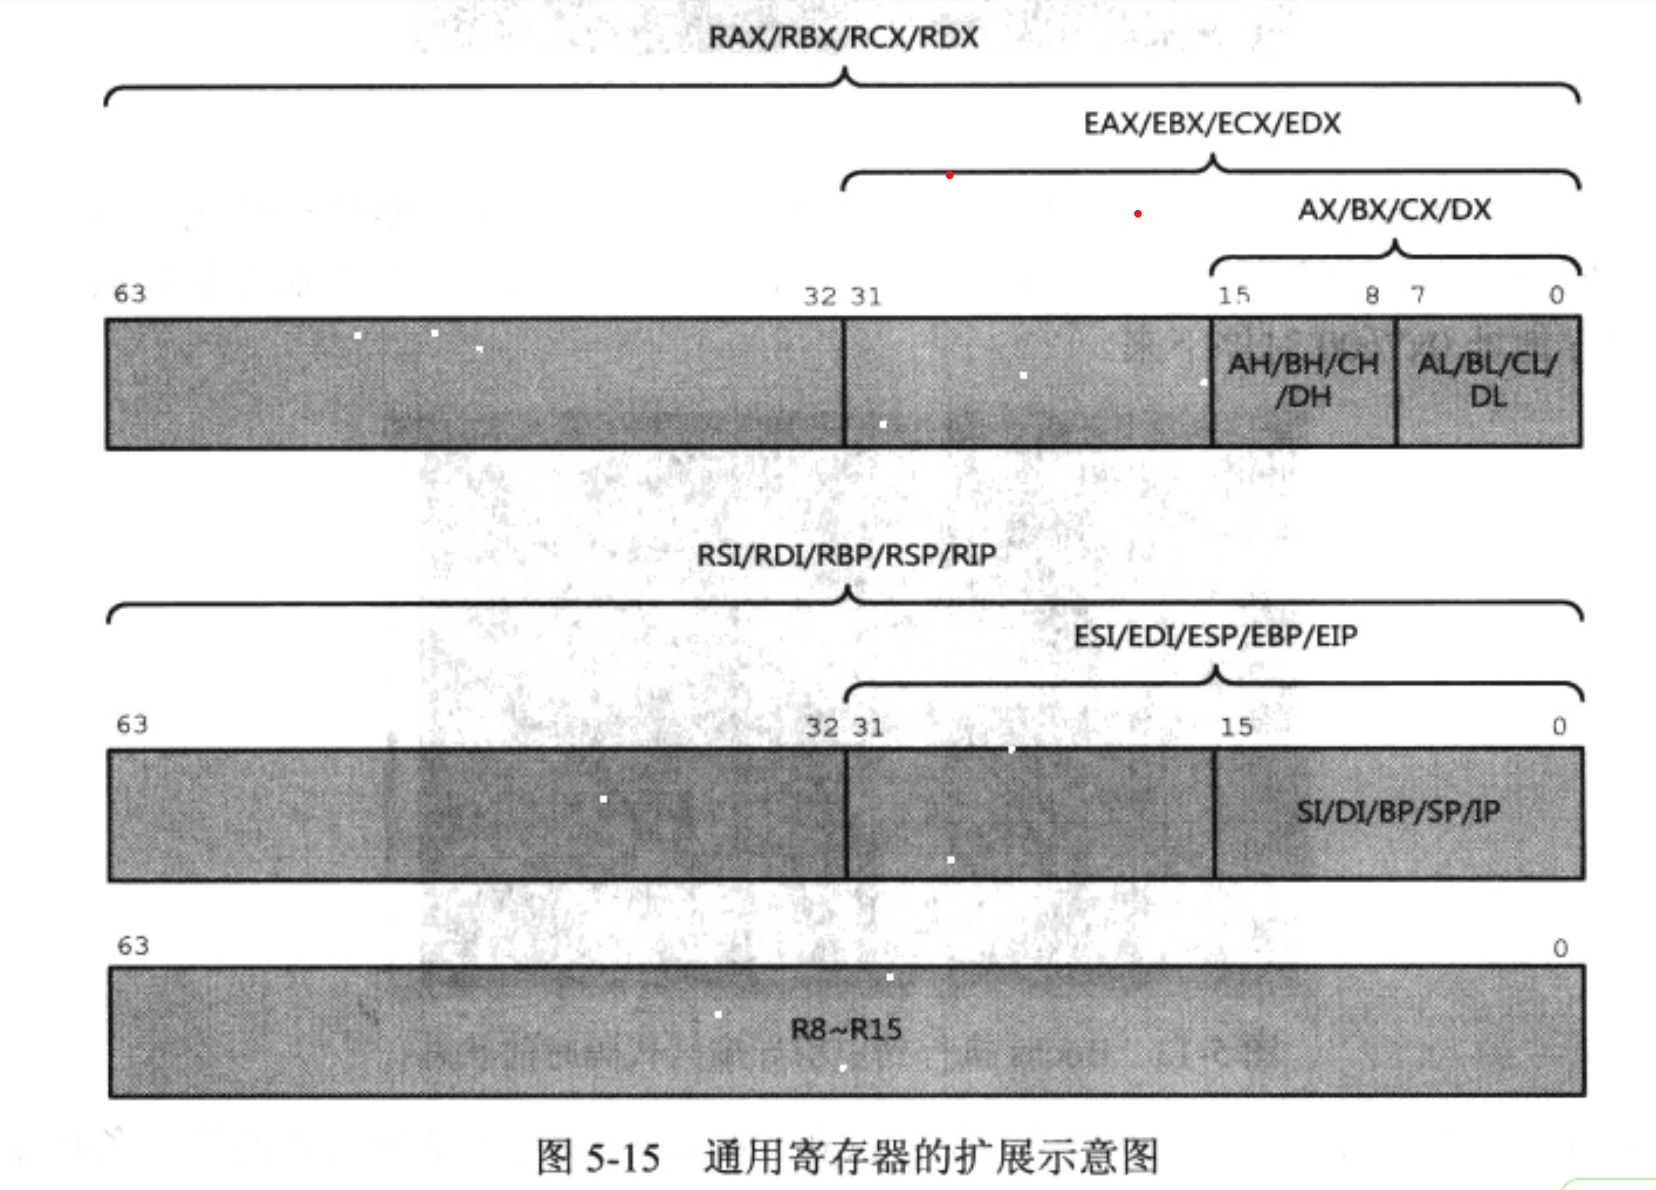 RAX/RBX/RCX/RDX
EAX/EBX/ECX/EDX
AX/BX/CX/DX
63 32 31 15 8 7 0
AH/BH/CH
/DH
AL/BL/CL/
DL
RSI/RDI/RBP/RSP/RIP
ESI/EDI/ESP/EBP/EIP
63 32 31 15 0
SI/DI/BP/SP/IP
63 0
R8~R15
图 5-15 通用寄存器的扩展示意图